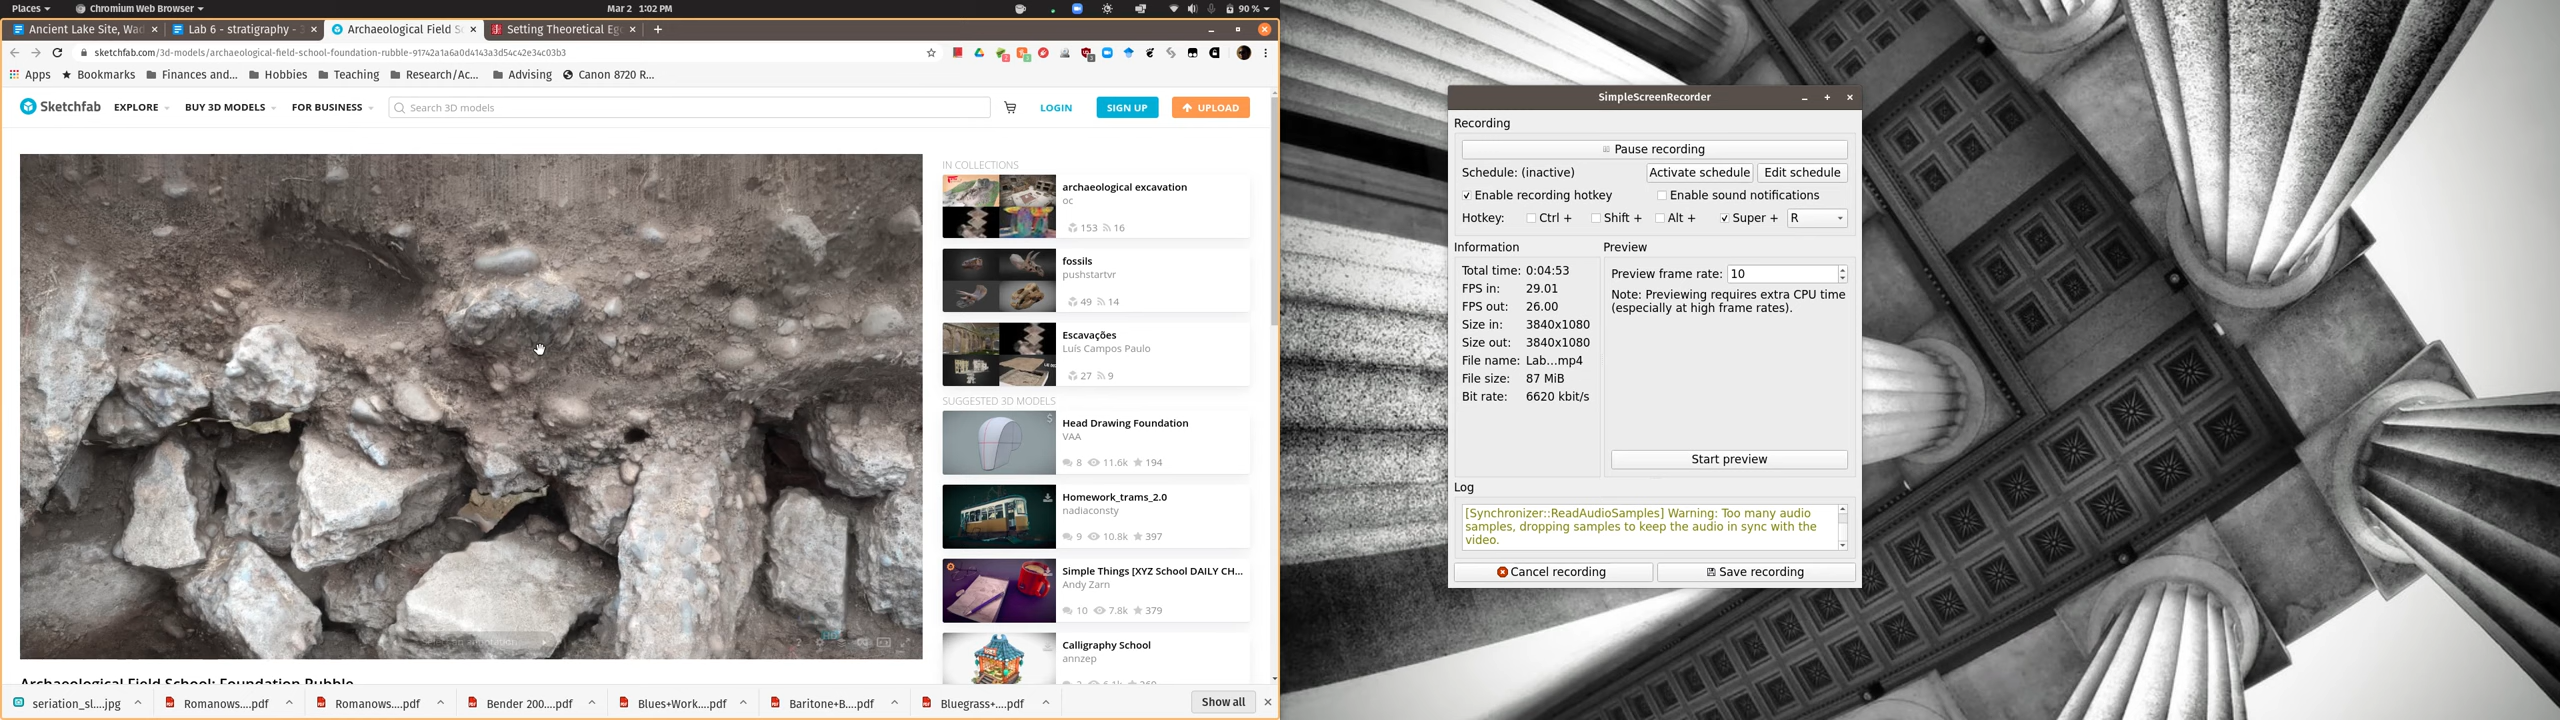 Places
Chromium Web Browser
Mar 2 1:02 PM
90 %
Ancient Lake Site, Wad
Lab 6 - stratigraphy -
Archaeological Field S
Setting Theoretical Eg
sketchfab.com/3d-models/archaeological-field-school-foundation-rubble-91742a1a6a0d4143a3d54c42e34c03b3
Apps
Bookmarks
Finances and...
Hobbies
Teaching
Research/Ac...
Advising
Canon 8720 R...
Sketchfab
EXPLORE
BUY 3D MODELS
FOR BUSINESS
Search 3D models
LOGIN
SIGN UP
UPLOAD
IN COLLECTIONS
archaeological excavation
oc
153 16
fossils
pushstartvr
49 14
Escavações
Luís Campos Paulo
27 9
SUGGESTED 3D MODELS
Head Drawing Foundation
VAA
8 11.6k 194
Homework_trams_2.0
nadiaconsty
9 10.8k 397
Simple Things [XYZ School DAILY CH...
Andy Zarn
10 7.8k 379
Calligraphy School
annzep
HD
Archaeological Field School: Foundation Rubble
seriation_sl....jpg
Romanows....pdf
Romanows....pdf
Bender 200....pdf
Blues+Work....pdf
Baritone+B....pdf
Bluegrass+....pdf
Show all
SimpleScreenRecorder
Recording
Pause recording
Schedule: (inactive)
Activate schedule
Edit schedule
Enable recording hotkey
Enable sound notifications
Hotkey: Ctrl + Shift + Alt + Super + R
Information
Total time: 0:04:53
FPS in: 29.01
FPS out: 26.00
Size in: 3840x1080
Size out: 3840x1080
File name: Lab...mp4
File size: 87 MiB
Bit rate: 6620 kbit/s
Preview
Preview frame rate: 10
Note: Previewing requires extra CPU time
(especially at high frame rates).
Start preview
Log
[Synchronizer::ReadAudioSamples] Warning: Too many audio
samples, dropping samples to keep the audio in sync with the
video.
Cancel recording
Save recording